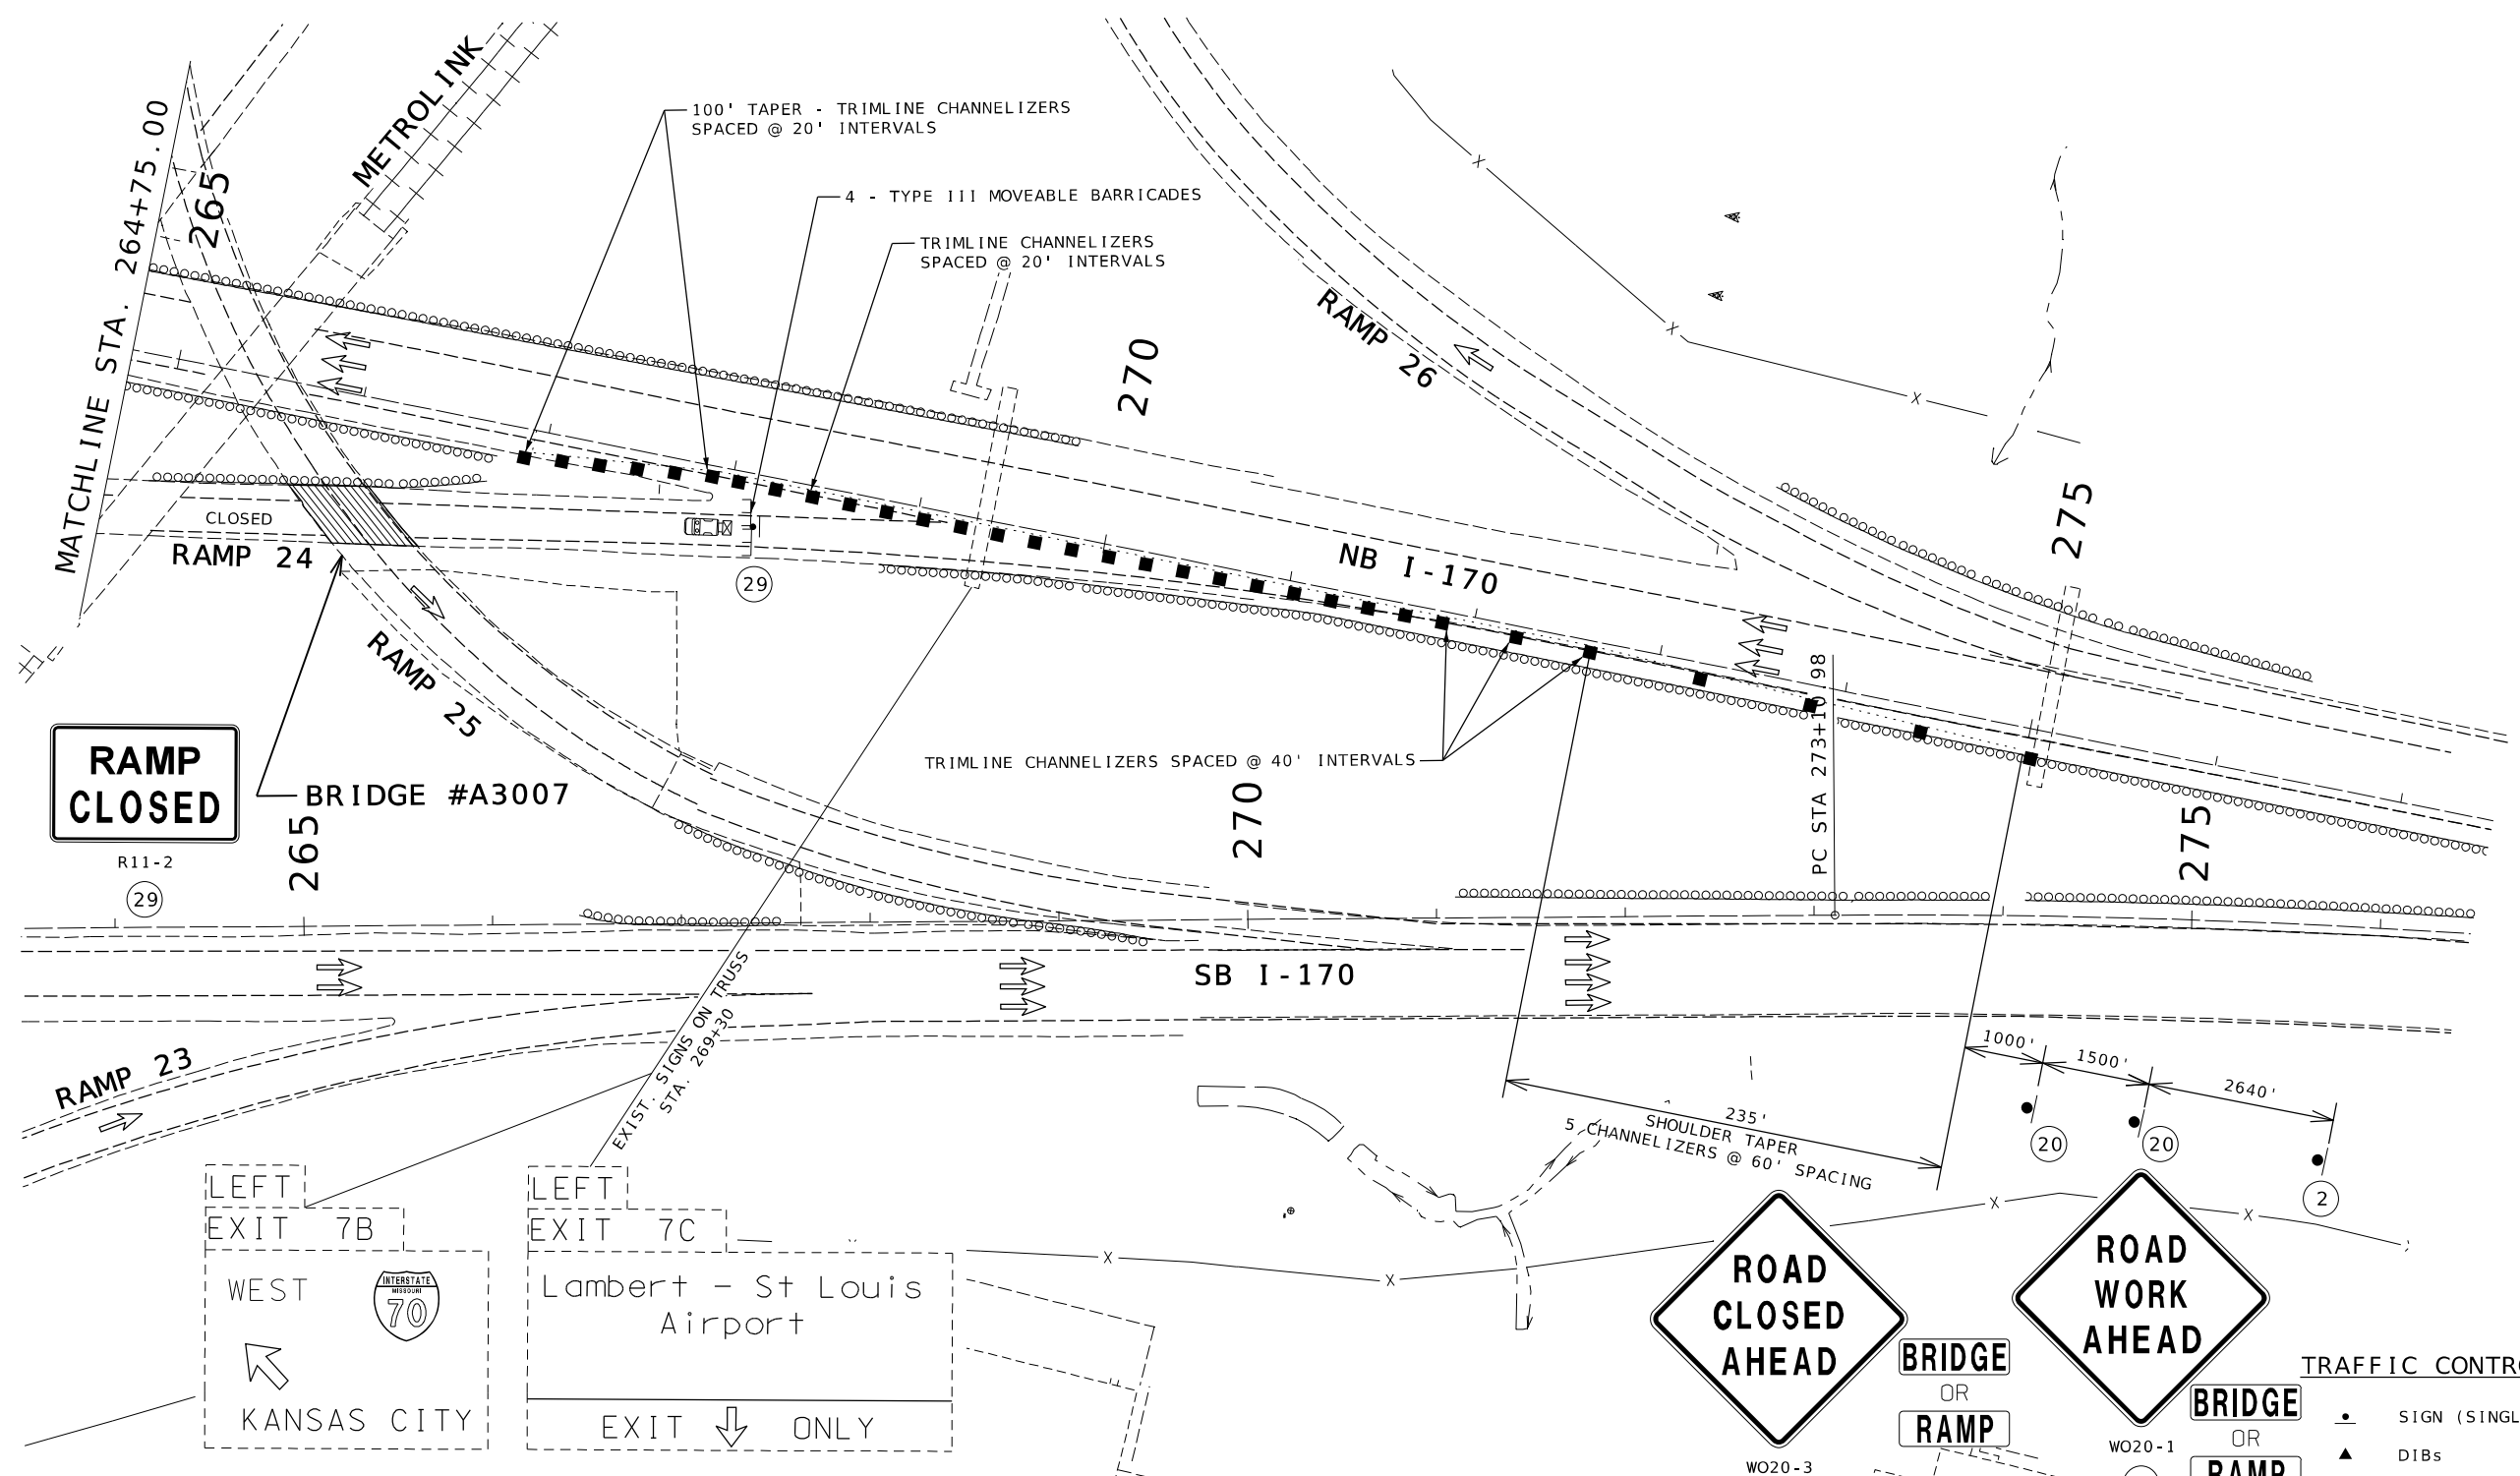 METROLINK
MATCHLINE STA. 264+75.00
265
100' TAPER - TRIMLINE CHANNELIZERS
SPACED @ 20' INTERVALS
4 - TYPE III MOVEABLE BARRICADES
TRIMLINE CHANNELIZERS
SPACED @ 20' INTERVALS
270
RAMP 26
275
NB I-170
CLOSED
RAMP 24
29
RAMP 25
RAMP
CLOSED
R11-2
29
BRIDGE #A3007
TRIMLINE CHANNELIZERS SPACED @ 40' INTERVALS
PC STA 273+10.98
265
270
275
SB I-170
RAMP 23
EXIST. SIGNS ON TRUSS
STA. 269+30
1000'
1500'
2640'
235'
SHOULDER TAPER
5 CHANNELIZERS @ 60' SPACING
20
20
2
LEFT
EXIT 7B
WEST
INTERSTATE
MISSOURI
70
KANSAS CITY
LEFT
EXIT 7C
Lambert - St Louis
Airport
EXIT ONLY
ROAD
CLOSED
AHEAD
WO20-3
BRIDGE
OR
RAMP
ROAD
WORK
AHEAD
WO20-1
BRIDGE
OR
RAMP
TRAFFIC CONTRO
SIGN (SINGL
DIBs